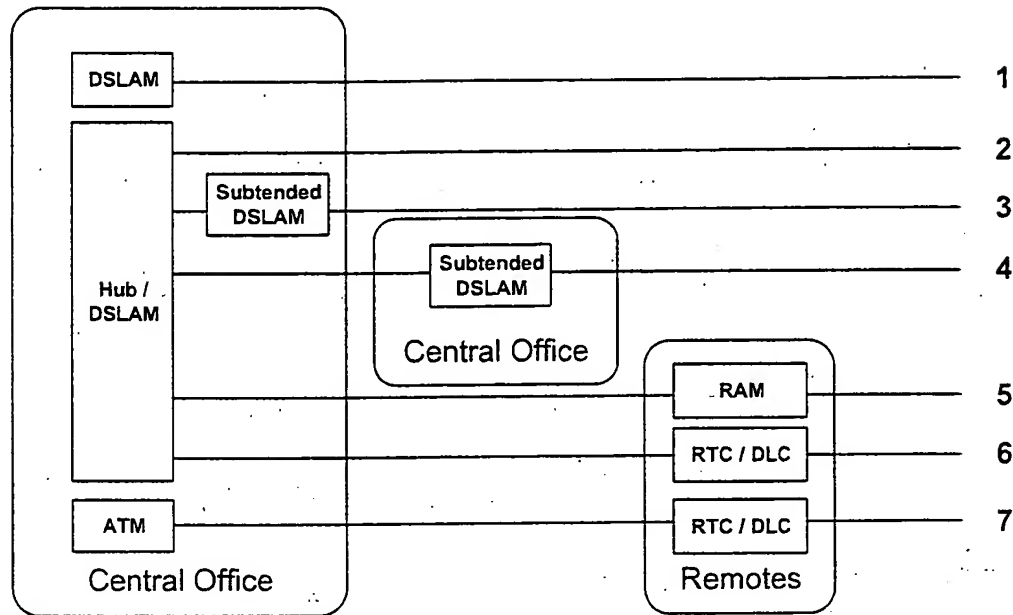 DSLAM
1
2
Subtended
DSLAM
3
Subtended
DSLAM
4
Hub /
DSLAM
Central Office
RAM
5
RTC / DLC
6
ATM
RTC / DLC
7
Central Office
Remotes